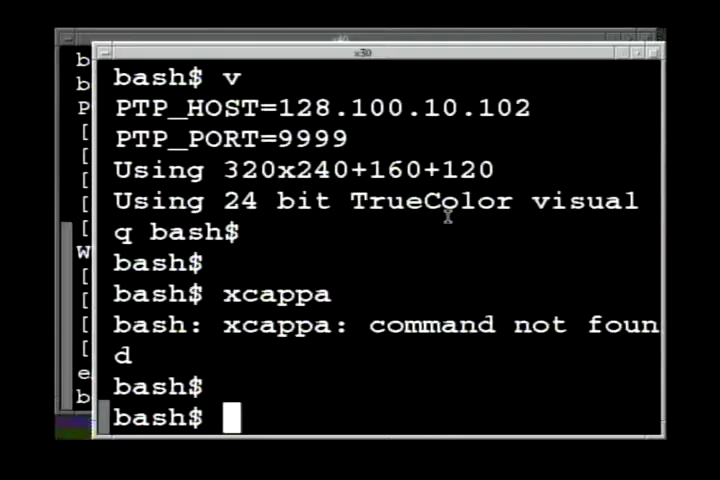 x30
bash$ v
PTP_HOST=128.100.10.102
PTP_PORT=9999
Using 320x240+160+120
Using 24 bit TrueColor visual
q bash$
bash$
bash$ xcappa
bash: xcappa: command not foun
d
bash$
bash$
b
b
P
[
[
[
[
[
W
[
[
[
[
e
b